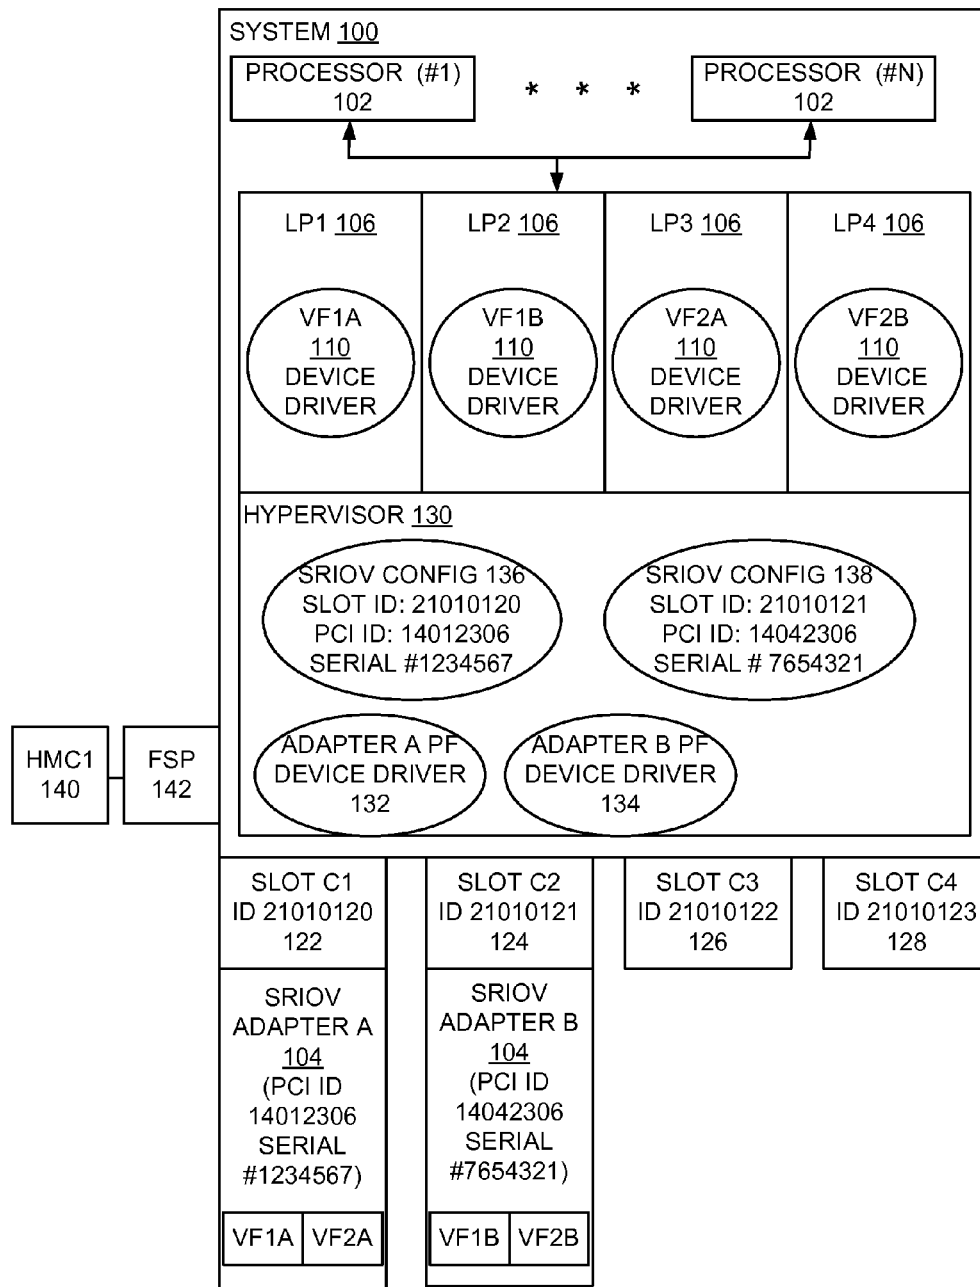 SYSTEM 100
PROCESSOR (#1)
102
* * *
PROCESSOR (#N)
102
LP1 106
VF1A
110
DEVICE
DRIVER
LP2 106
VF1B
110
DEVICE
DRIVER
LP3 106
VF2A
110
DEVICE
DRIVER
LP4 106
VF2B
110
DEVICE
DRIVER
HYPERVISOR 130
SRIOV CONFIG 136
SLOT ID: 21010120
PCI ID: 14012306
SERIAL #1234567
SRIOV CONFIG 138
SLOT ID: 21010121
PCI ID: 14042306
SERIAL # 7654321
ADAPTER A PF
DEVICE DRIVER
132
ADAPTER B PF
DEVICE DRIVER
134
HMC1
140
FSP
142
SLOT C1
ID 21010120
122
SLOT C2
ID 21010121
124
SLOT C3
ID 21010122
126
SLOT C4
ID 21010123
128
SRIOV
ADAPTER A
104
(PCI ID
14012306
SERIAL
#1234567)
VF1A VF2A
SRIOV
ADAPTER B
104
(PCI ID
14042306
SERIAL
#7654321)
VF1B VF2B